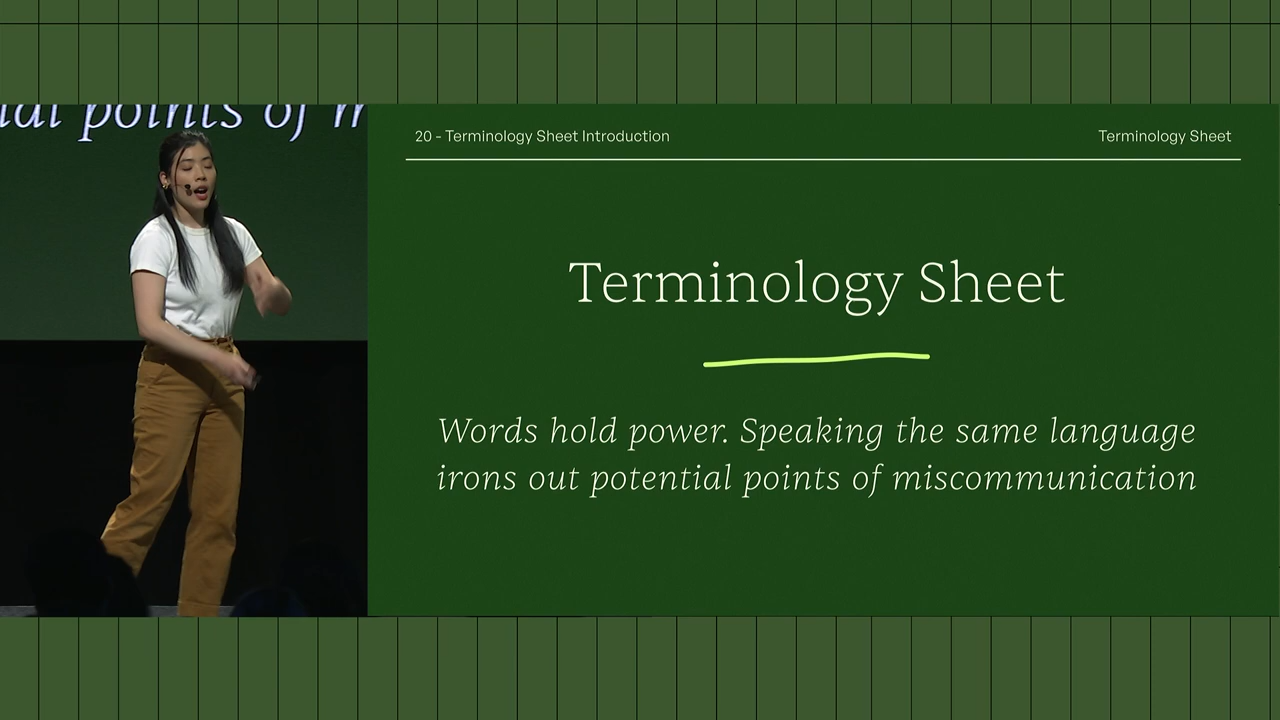 points of
20 - Terminology Sheet Introduction
Terminology Sheet
Terminology Sheet
Words hold power. Speaking the same language
irons out potential points of miscommunication